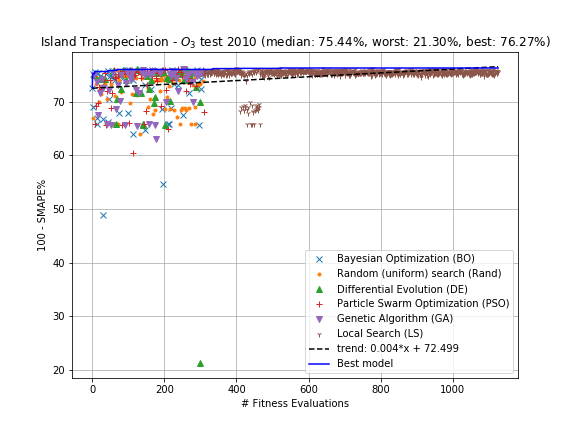 Island Transpeciation - O₃ test 2010 (median: 75.44%, worst: 21.30%, best: 76.27%)
100 - SMAPE%
70
60
50
40
30
20
0 200 400 600 800 1000
# Fitness Evaluations
Bayesian Optimization (BO)
Random (uniform) search (Rand)
Differential Evolution (DE)
Particle Swarm Optimization (PSO)
Genetic Algorithm (GA)
Local Search (LS)
trend: 0.004*x + 72.499
Best model